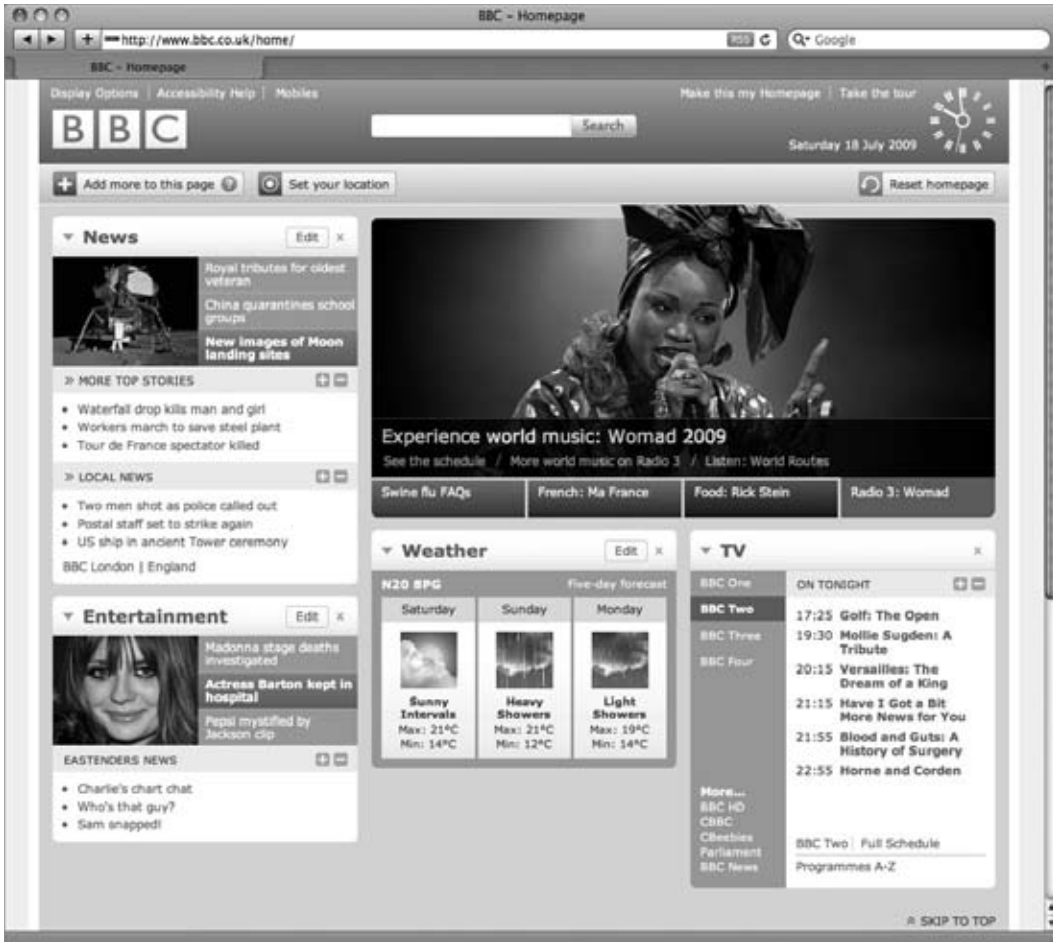 BBC – Homepage
http://www.bbc.co.uk/home/
RSS
Google
BBC – Homepage
Display Options | Accessibility Help | Mobiles
Make this my Homepage | Take the tour
BBC
Search
Saturday 18 July 2009
Add more to this page ?
Set your location
Reset homepage
News
Edit x
Royal tributes for oldest
veteran
China quarantines school
groups
New images of Moon
landing sites
» MORE TOP STORIES
• Waterfall drop kills man and girl
• Workers march to save steel plant
• Tour de France spectator killed
» LOCAL NEWS
• Two men shot as police called out
• Postal staff set to strike again
• US ship in ancient Tower ceremony
BBC London | England
Entertainment
Edit x
Madonna stage deaths
investigated
Actress Barton kept in
hospital
Pepsi mystified by
Jackson clip
EASTENDERS NEWS
• Charlie's chart chat
• Who's that guy?
• Sam snapped!
Experience world music: Womad 2009
See the schedule / More world music on Radio 3 / Listen: World Routes
Swine flu FAQs
French: Ma France
Food: Rick Stein
Radio 3: Womad
Weather
Edit x
N20 8PG
Five-day forecast
Saturday
Sunny
Intervals
Max: 21°C
Min: 14°C
Sunday
Heavy
Showers
Max: 21°C
Min: 12°C
Monday
Light
Showers
Max: 19°C
Min: 14°C
TV
x
BBC One
BBC Two
BBC Three
BBC Four
More...
BBC HD
CBBC
CBeebies
Parliament
BBC News
ON TONIGHT
17:25 Golf: The Open
19:30 Mollie Sugden: A
Tribute
20:15 Versailles: The
Dream of a King
21:15 Have I Got a Bit
More News for You
21:55 Blood and Guts: A
History of Surgery
22:55 Horne and Corden
BBC Two | Full Schedule
Programmes A-Z
SKIP TO TOP